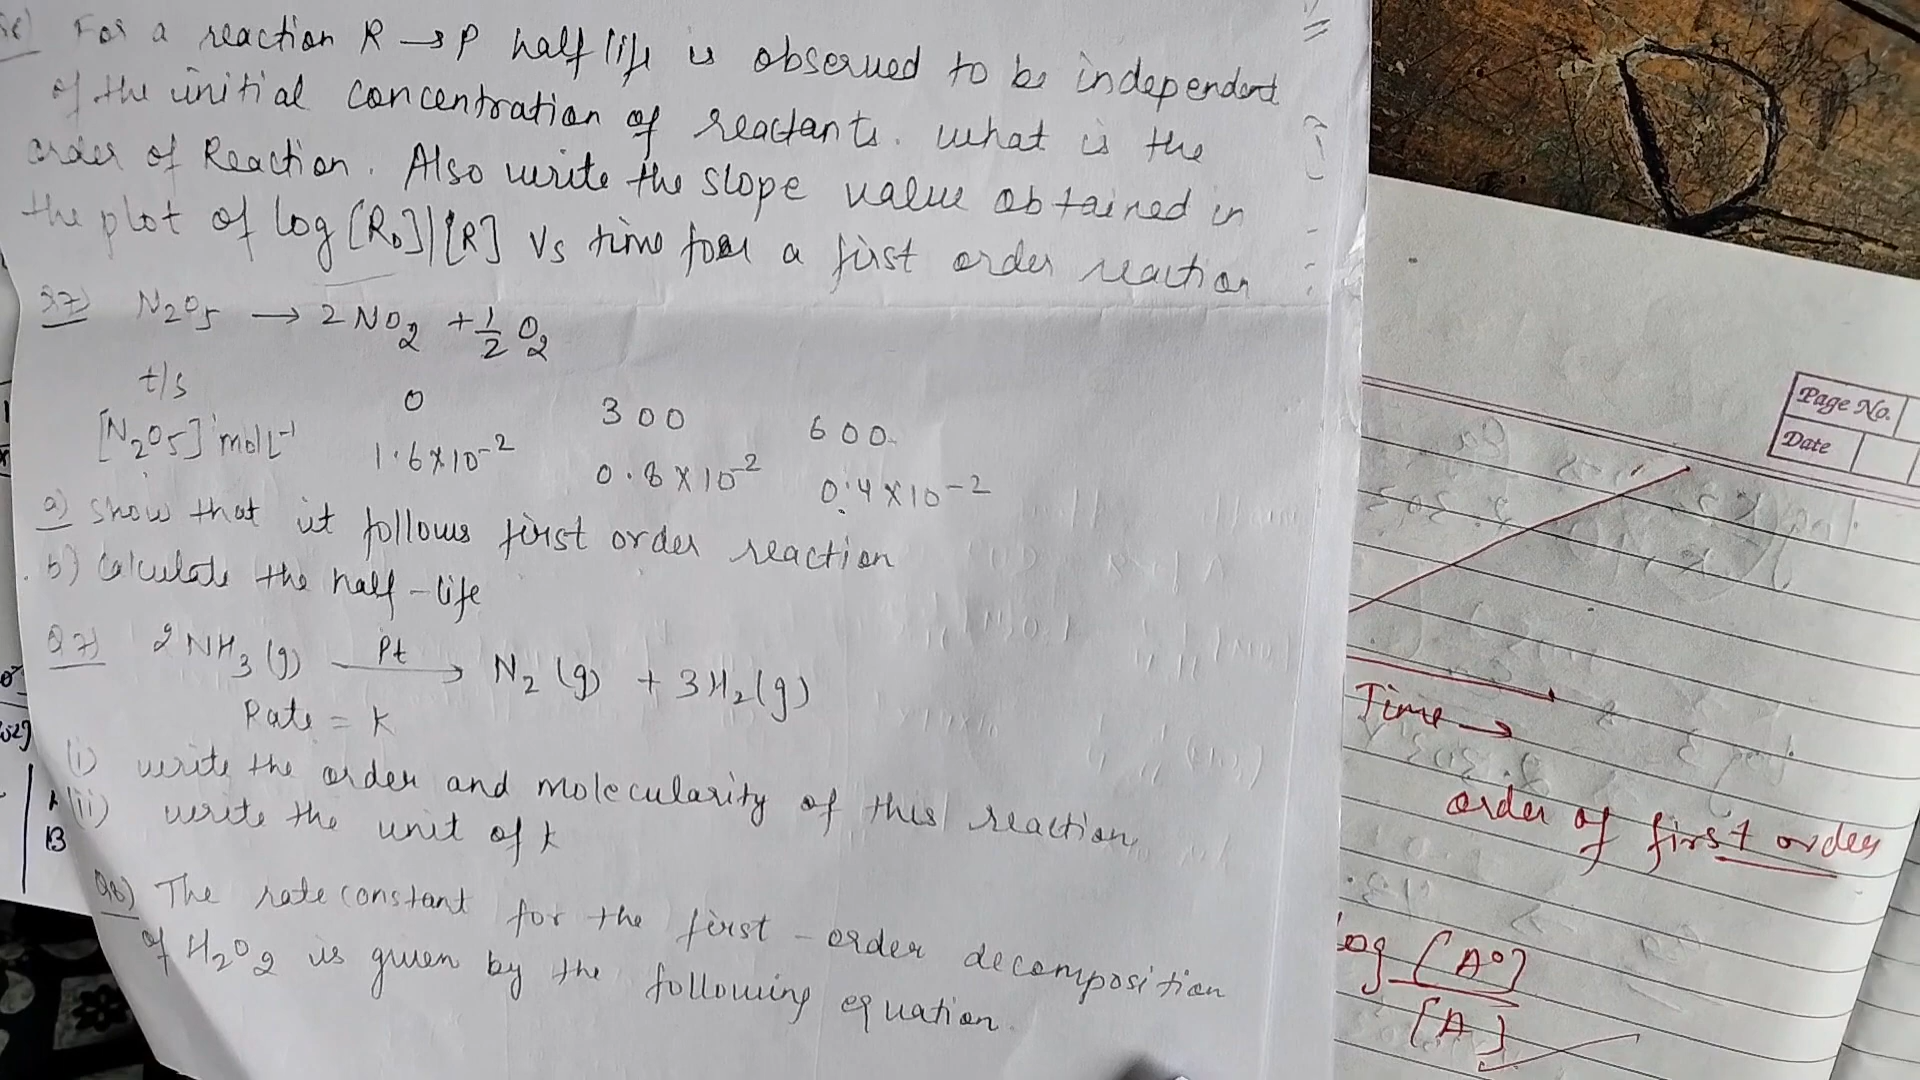 For a reaction R → P half life is observed to be independent
of the initial concentration of reactants. what is the
order of Reaction. Also write the slope value obtained in
the plot of log [R₀]|[R] Vs time for a first order reaction
N₂O₅ → 2 NO₂ + 1/2 O₂
t/s 0 300 600
[N₂O₅] mol L⁻¹ 1.6×10⁻² 0.8×10⁻² 0.4×10⁻²
a) Show that it follows first order reaction
b) Calculate the half-life
Q7) 2NH₃(g) Pt → N₂(g) + 3H₂(g)
Rate = K
(i) write the order and molecularity of this reaction
(ii) write the unit of k
Q8) The rate constant for the first-order decomposition
of H₂O₂ is given by the following equation.
Page No.
Date
Time →
order of first order
log [A⁰]
[A]
B